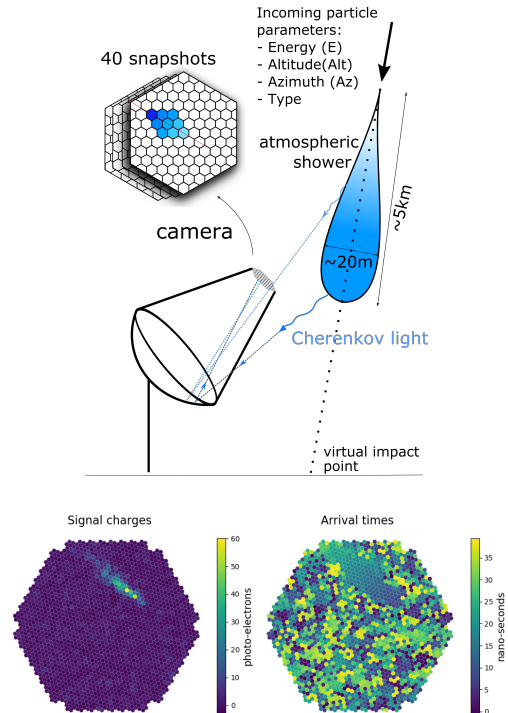 Incoming particle
parameters:
- Energy (E)
- Altitude(Alt)
- Azimuth (Az)
- Type
40 snapshots
atmospheric
shower
~5km
camera
~20m
Cherenkov light
virtual impact
point
Signal charges
60
50
40
30
20
10
0
photo-electrons
Arrival times
35
30
25
20
15
10
5
0
nano-seconds